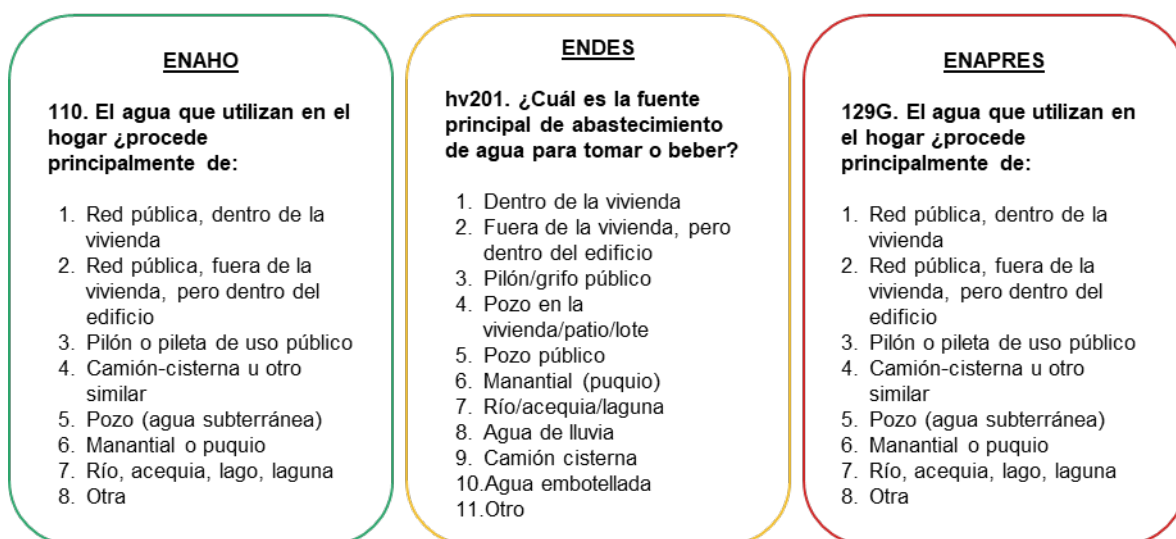 ENAHO
110. El agua que utilizan en el
hogar ¿procede
principalmente de:
1. Red pública, dentro de la
vivienda
2. Red pública, fuera de la
vivienda, pero dentro del
edificio
3. Pilón o pileta de uso público
4. Camión-cisterna u otro
similar
5. Pozo (agua subterránea)
6. Manantial o puquio
7. Río, acequia, lago, laguna
8. Otra
ENDES
hv201. ¿Cuál es la fuente
principal de abastecimiento
de agua para tomar o beber?
1. Dentro de la vivienda
2. Fuera de la vivienda, pero
dentro del edificio
3. Pilón/grifo público
4. Pozo en la
vivienda/patio/lote
5. Pozo público
6. Manantial (puquio)
7. Río/acequia/laguna
8. Agua de lluvia
9. Camión cisterna
10.Agua embotellada
11.Otro
ENAPRES
129G. El agua que utilizan en
el hogar ¿procede
principalmente de:
1. Red pública, dentro de la
vivienda
2. Red pública, fuera de la
vivienda, pero dentro del
edificio
3. Pilón o pileta de uso público
4. Camión-cisterna u otro
similar
5. Pozo (agua subterránea)
6. Manantial o puquio
7. Río, acequia, lago, laguna
8. Otra